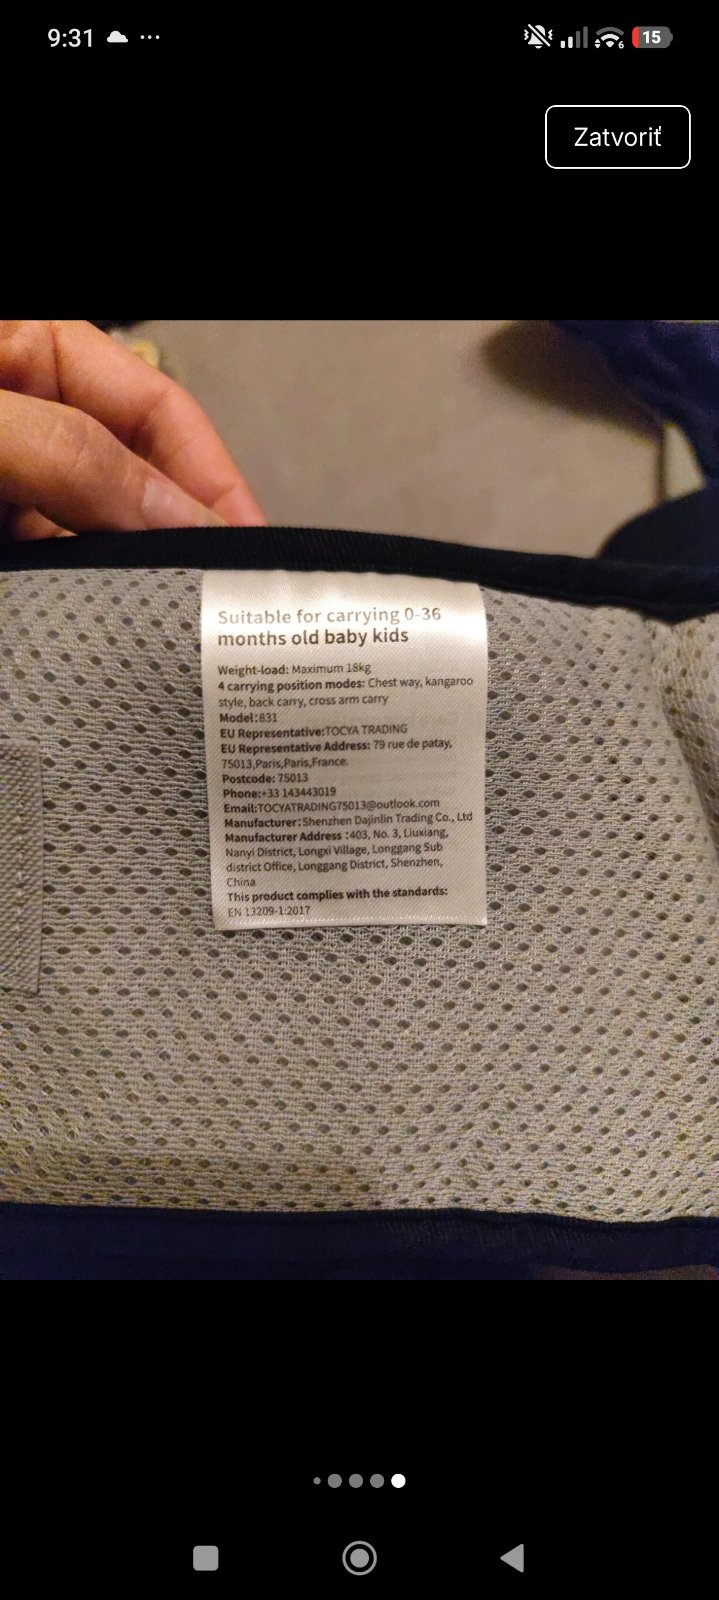 9:31
6
15
Zatvoriť
Suitable for carrying 0-36
months old baby kids
Weight-load: Maximum 18kg
4 carrying position modes: Chest way, kangaroo
style, back carry, cross arm carry
Model:831
EU Representative:TOCYA TRADING
EU Representative Address: 79 rue de patay,
75013,Paris,Paris,France.
Postcode: 75013
Phone:+33 143443019
Email:TOCYATRADING75013@outlook.com
Manufacturer:Shenzhen Dajinlin Trading Co., Ltd
Manufacturer Address :403, No. 3, Liuxiang,
Nanyi District, Longxi Village, Longgang Sub
district Office, Longgang District, Shenzhen,
China
This product complies with the standards:
EN 13209-1:2017